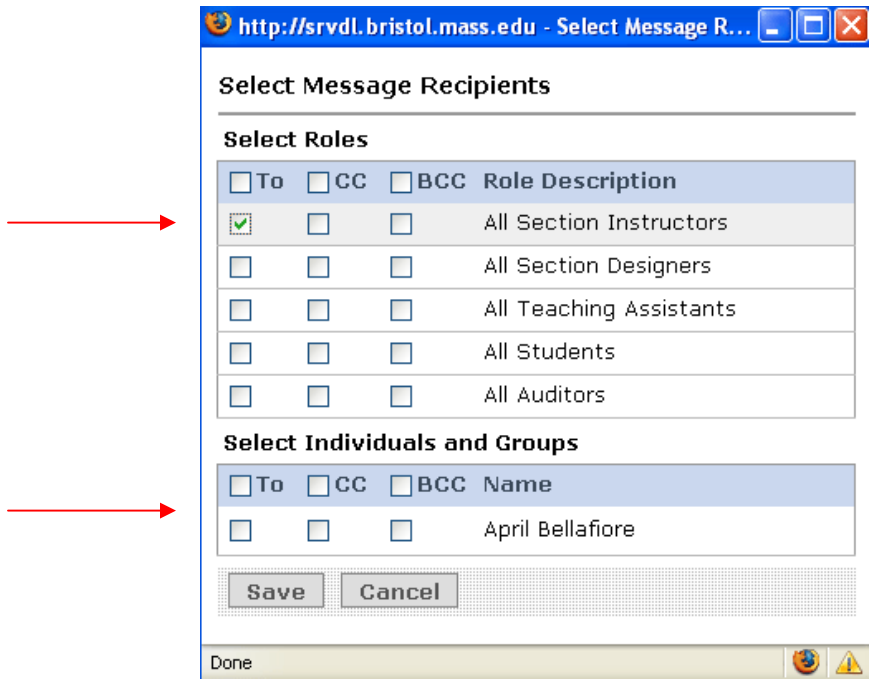 http://srvdl.bristol.mass.edu - Select Message R...
Select Message Recipients
Select Roles
To CC BCC Role Description
All Section Instructors
All Section Designers
All Teaching Assistants
All Students
All Auditors
Select Individuals and Groups
To CC BCC Name
April Bellafiore
Save Cancel
Done